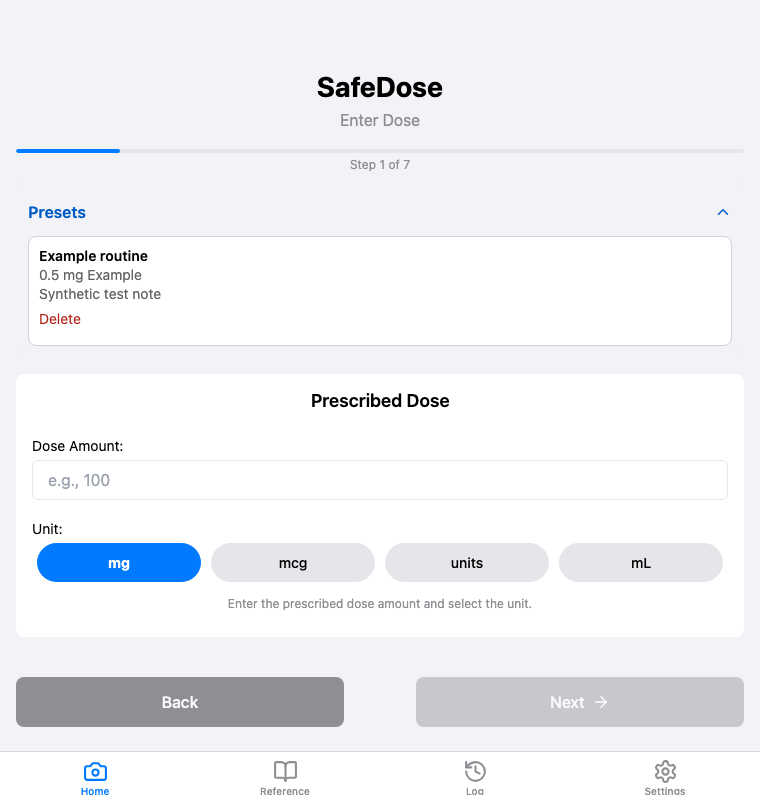 SafeDose
Enter Dose
Step 1 of 7
Presets
Example routine
0.5 mg Example
Synthetic test note
Delete
Prescribed Dose
Dose Amount:
e.g., 100
Unit:
mg mcg units mL
Enter the prescribed dose amount and select the unit.
Back Next →
Home Reference Log Settings